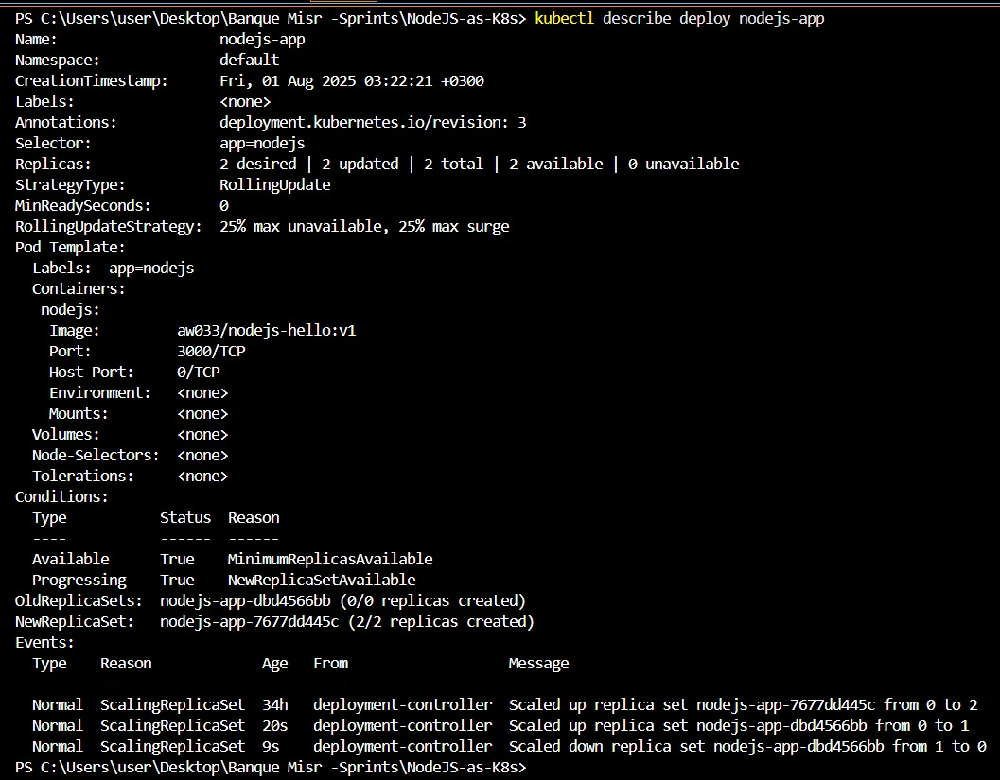 PS C:\Users\user\Desktop\Banque Misr -Sprints\NodeJS-as-K8s> kubectl describe deploy nodejs-app
Name:                   nodejs-app
Namespace:              default
CreationTimestamp:      Fri, 01 Aug 2025 03:22:21 +0300
Labels:                 <none>
Annotations:            deployment.kubernetes.io/revision: 3
Selector:               app=nodejs
Replicas:               2 desired | 2 updated | 2 total | 2 available | 0 unavailable
StrategyType:           RollingUpdate
MinReadySeconds:        0
RollingUpdateStrategy:  25% max unavailable, 25% max surge
Pod Template:
  Labels:  app=nodejs
  Containers:
   nodejs:
    Image:         aw033/nodejs-hello:v1
    Port:          3000/TCP
    Host Port:     0/TCP
    Environment:   <none>
    Mounts:        <none>
  Volumes:         <none>
  Node-Selectors:  <none>
  Tolerations:     <none>
Conditions:
  Type           Status  Reason
  ----           ------  ------
  Available      True    MinimumReplicasAvailable
  Progressing    True    NewReplicaSetAvailable
OldReplicaSets:  nodejs-app-dbd4566bb (0/0 replicas created)
NewReplicaSet:   nodejs-app-7677dd445c (2/2 replicas created)
Events:
  Type    Reason             Age   From                   Message
  ----    ------             ----  ----                   -------
  Normal  ScalingReplicaSet  34h   deployment-controller  Scaled up replica set nodejs-app-7677dd445c from 0 to 2
  Normal  ScalingReplicaSet  20s   deployment-controller  Scaled up replica set nodejs-app-dbd4566bb from 0 to 1
  Normal  ScalingReplicaSet  9s    deployment-controller  Scaled down replica set nodejs-app-dbd4566bb from 1 to 0
PS C:\Users\user\Desktop\Banque Misr -Sprints\NodeJS-as-K8s>